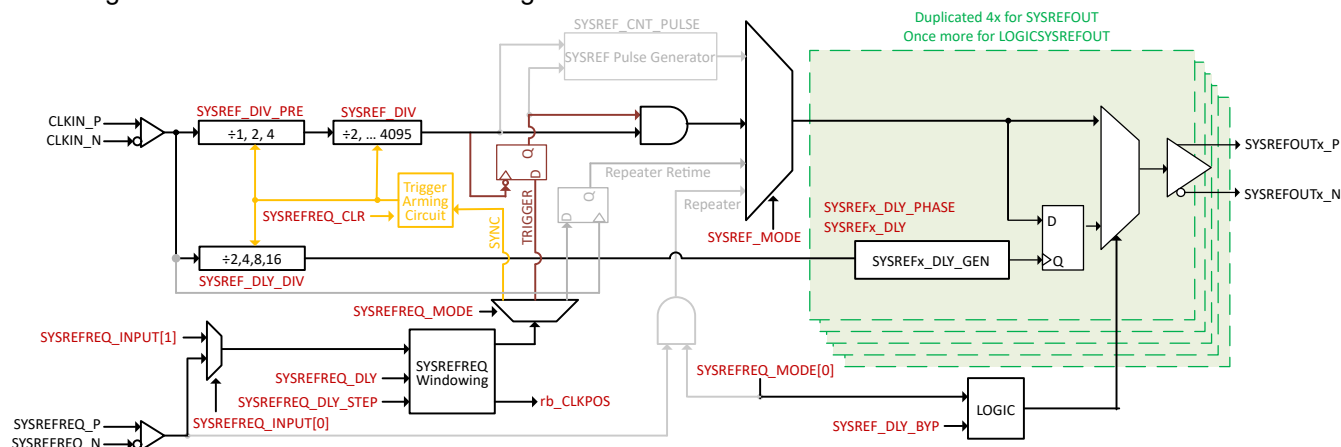 Duplicated 4x for SYSREFOUT
Once more for LOGICSYSREFOUT
SYSREF_CNT_PULSE
SYSREF Pulse Generator
SYSREF_DIV_PRE
SYSREF_DIV
CLKIN_P
CLKIN_N
÷1, 2, 4
÷2, ... 4095
Q
D
Trigger
Arming
Circuit
SYSREFREQ_CLR
SYNC
TRIGGER
Q
D
Repeater Retime
Repeater
SYSREF_MODE
SYSREFx_DLY_PHASE
SYSREFx_DLY
SYSREFx_DLY_GEN
D
Q
SYSREFOUTx_P
SYSREFOUTx_N
÷2,4,8,16
SYSREF_DLY_DIV
SYSREFREQ_MODE
SYSREFREQ_INPUT[1]
SYSREFREQ
Windowing
SYSREFREQ_DLY
SYSREFREQ_DLY_STEP
rb_CLKPOS
SYSREFREQ_INPUT[0]
SYSREFREQ_MODE[0]
LOGIC
SYSREF_DLY_BYP
SYSREFREQ_P
SYSREFREQ_N